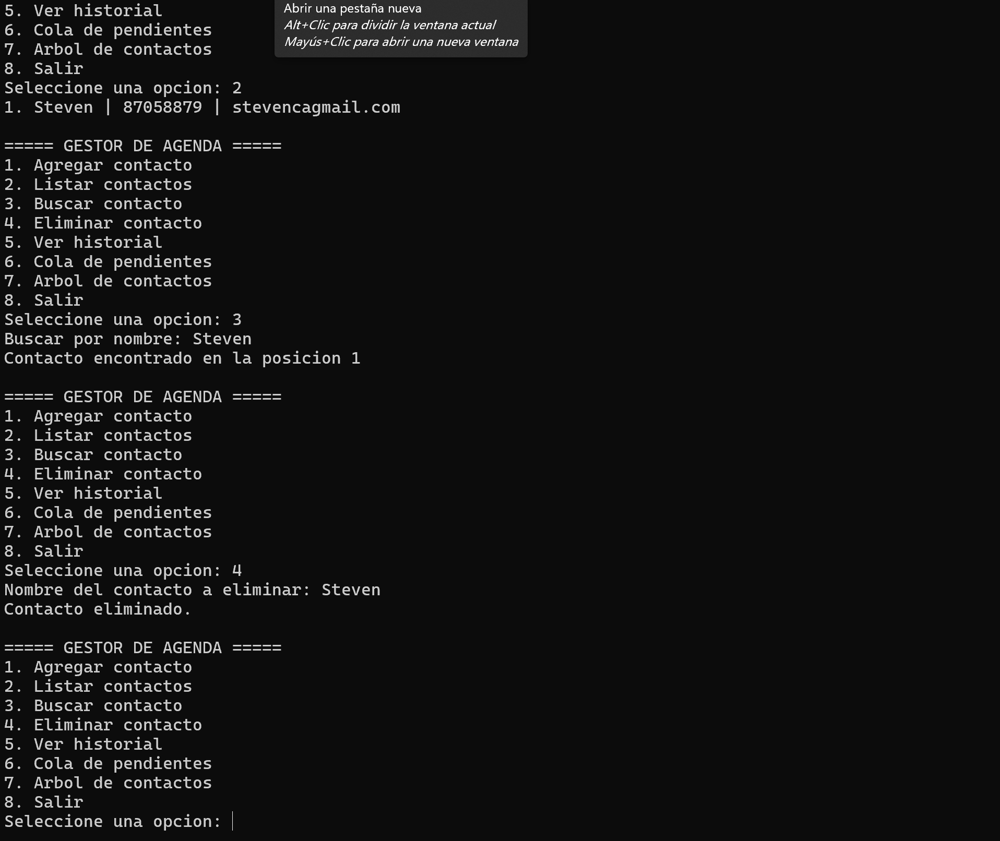 5. Ver historial
6. Cola de pendientes
7. Arbol de contactos
8. Salir
Abrir una pestaña nueva
Alt+Clic para dividir la ventana actual
Mayús+Clic para abrir una nueva ventana
Seleccione una opcion: 2
1. Steven | 87058879 | stevencagmail.com

===== GESTOR DE AGENDA =====
1. Agregar contacto
2. Listar contactos
3. Buscar contacto
4. Eliminar contacto
5. Ver historial
6. Cola de pendientes
7. Arbol de contactos
8. Salir
Seleccione una opcion: 3
Buscar por nombre: Steven
Contacto encontrado en la posicion 1

===== GESTOR DE AGENDA =====
1. Agregar contacto
2. Listar contactos
3. Buscar contacto
4. Eliminar contacto
5. Ver historial
6. Cola de pendientes
7. Arbol de contactos
8. Salir
Seleccione una opcion: 4
Nombre del contacto a eliminar: Steven
Contacto eliminado.

===== GESTOR DE AGENDA =====
1. Agregar contacto
2. Listar contactos
3. Buscar contacto
4. Eliminar contacto
5. Ver historial
6. Cola de pendientes
7. Arbol de contactos
8. Salir
Seleccione una opcion: